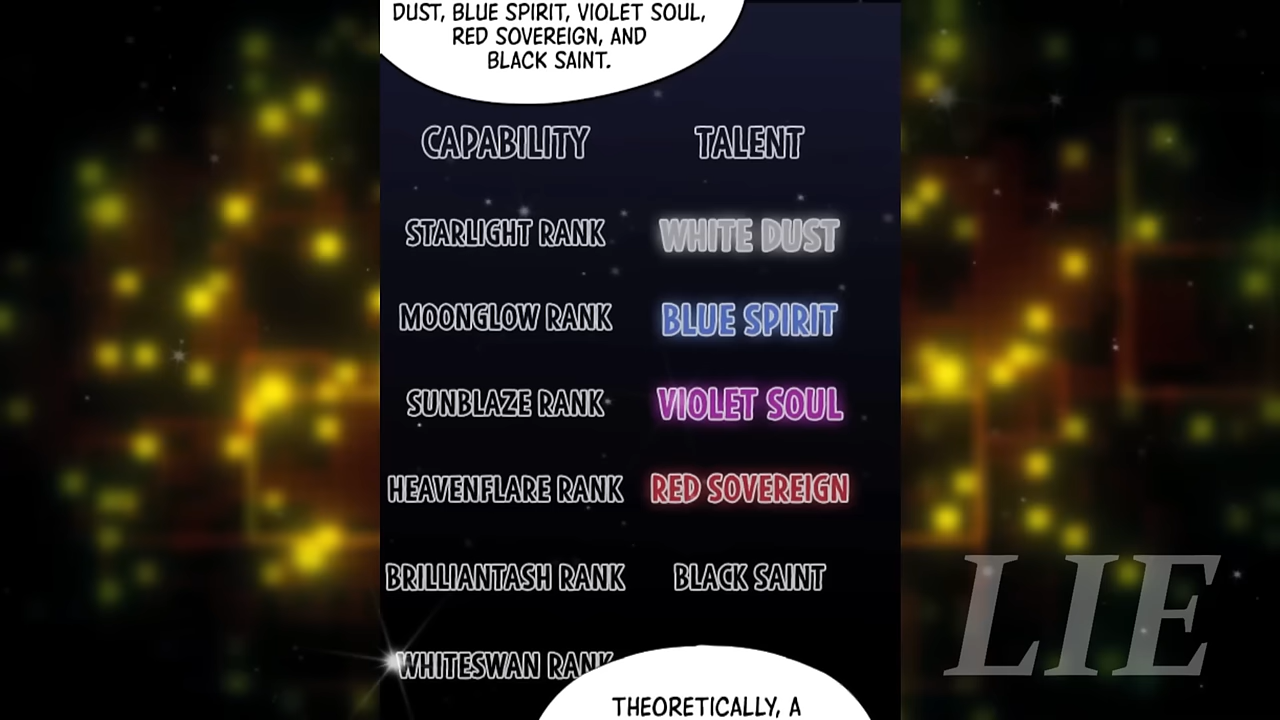 DUST, BLUE SPIRIT, VIOLET SOUL,
RED SOVEREIGN, AND
BLACK SAINT.
CAPABILITY TALENT
STARLIGHT RANK WHITE DUST
MOONGLOW RANK BLUE SPIRIT
SUNBLAZE RANK VIOLET SOUL
HEAVENFLARE RANK RED SOVEREIGN
BRILLIANTASH RANK BLACK SAINT
WHITESWAN RANK
THEORETICALLY, A
LIE